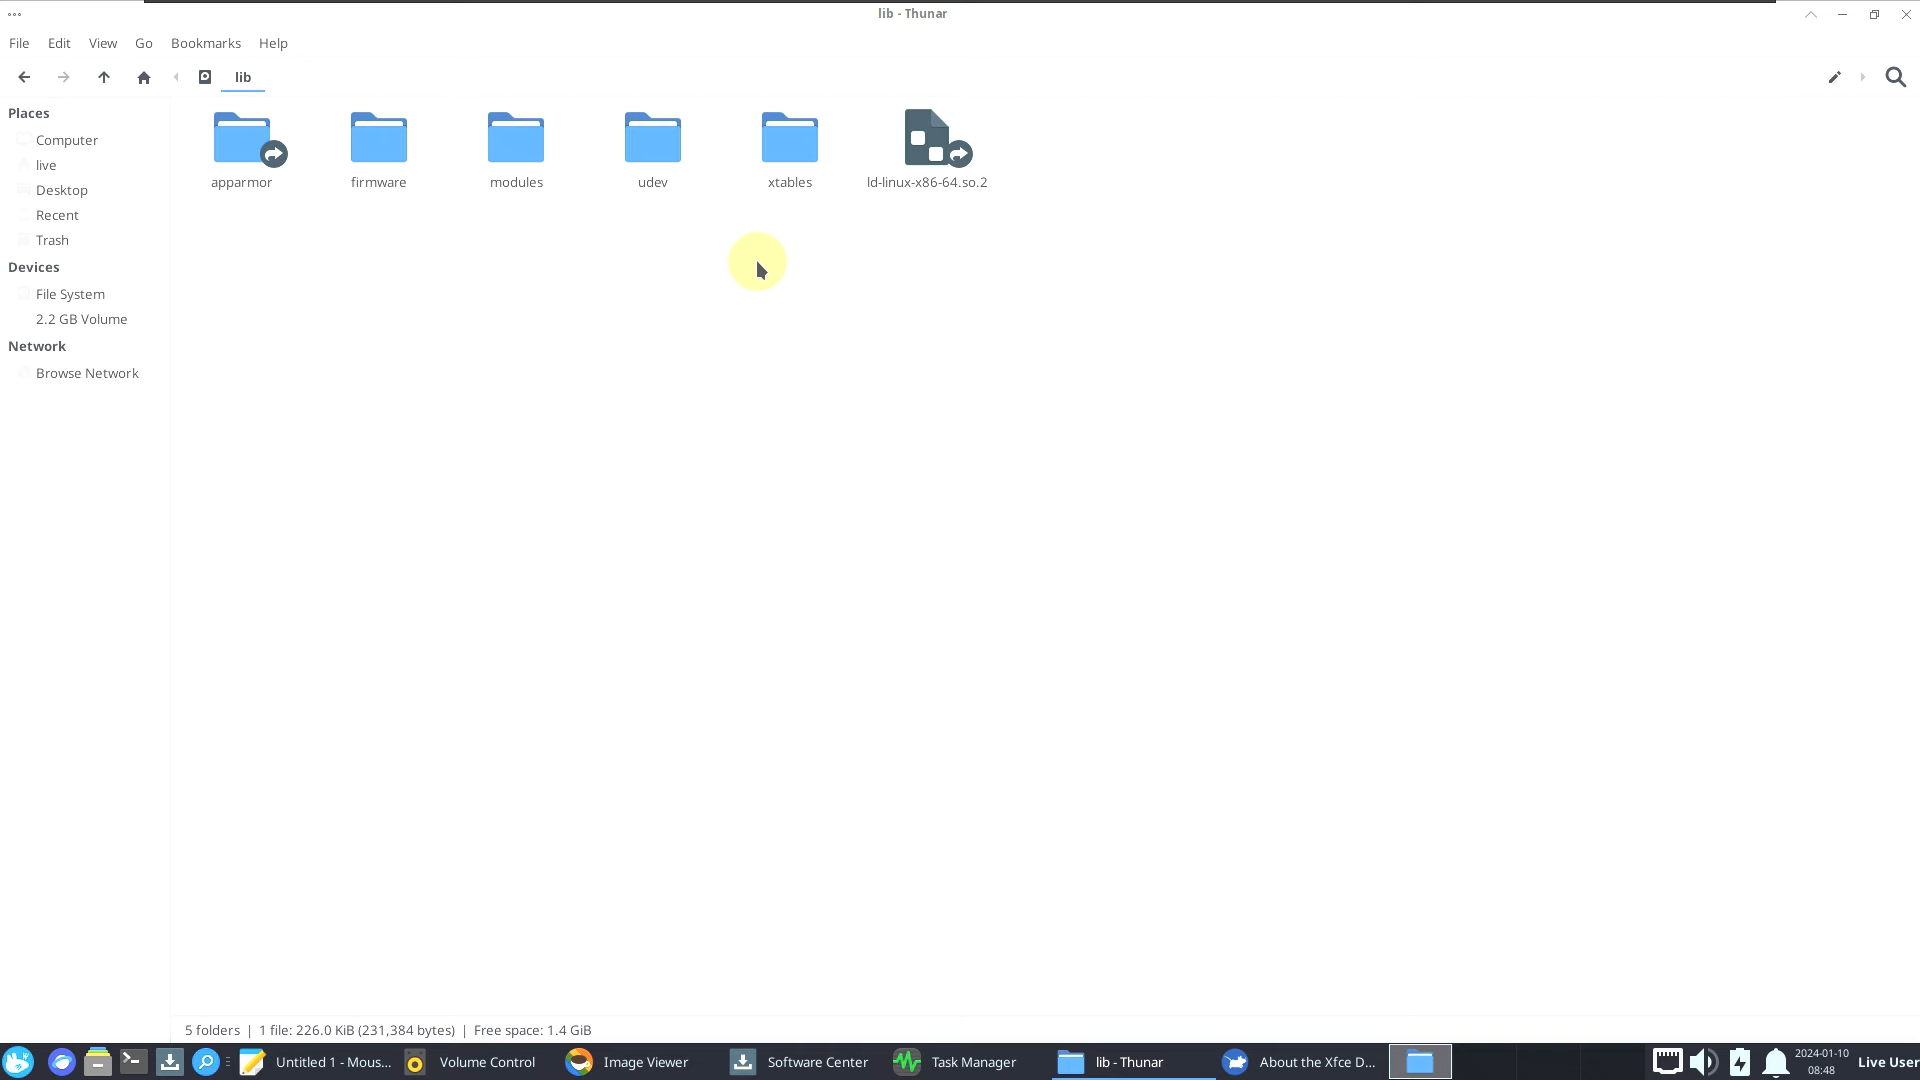 lib - Thunar
File Edit View Go Bookmarks Help
lib
Places
Computer
live
Desktop
Recent
Trash
Devices
File System
2.2 GB Volume
Network
Browse Network
apparmor firmware modules udev xtables ld-linux-x86-64.so.2
5 folders | 1 file: 226.0 KiB (231,384 bytes) | Free space: 1.4 GiB
Untitled 1 - Mous... Volume Control Image Viewer Software Center Task Manager lib - Thunar About the Xfce D... 2024-01-10 Live User
08:48